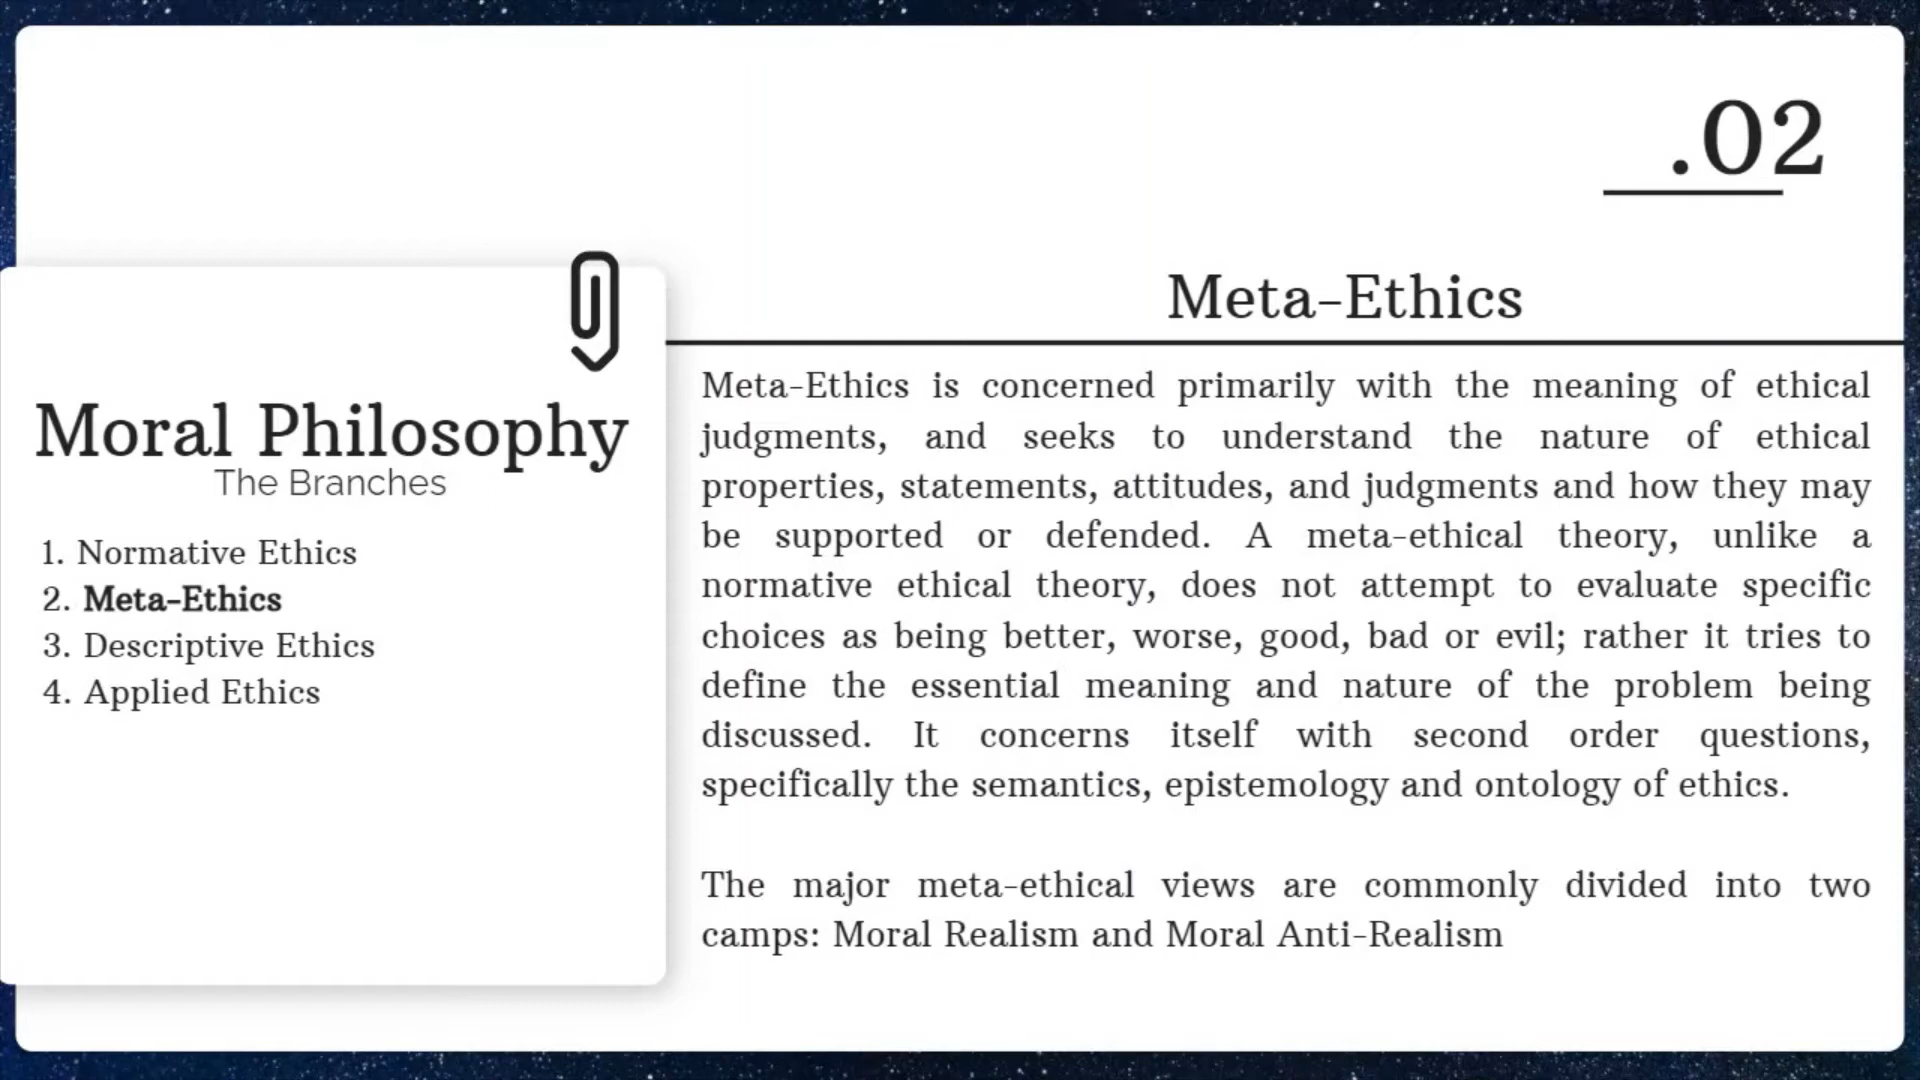 .02
Meta-Ethics
Moral Philosophy
The Branches
1. Normative Ethics
2. Meta-Ethics
3. Descriptive Ethics
4. Applied Ethics
Meta-Ethics is concerned primarily with the meaning of ethical
judgments, and seeks to understand the nature of ethical
properties, statements, attitudes, and judgments and how they may
be supported or defended. A meta-ethical theory, unlike a
normative ethical theory, does not attempt to evaluate specific
choices as being better, worse, good, bad or evil; rather it tries to
define the essential meaning and nature of the problem being
discussed. It concerns itself with second order questions,
specifically the semantics, epistemology and ontology of ethics.
The major meta-ethical views are commonly divided into two
camps: Moral Realism and Moral Anti-Realism